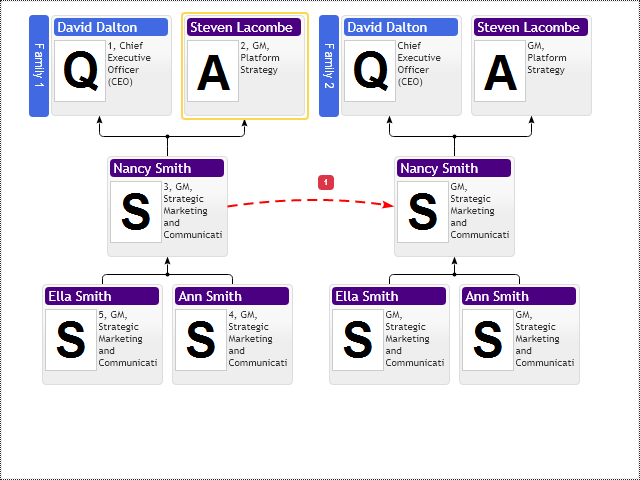 Family 1
David Dalton
Q
1, Chief
Executive
Officer
(CEO)
Steven Lacombe
A
2, GM,
Platform
Strategy
Family 2
David Dalton
Q
Chief
Executive
Officer
(CEO)
Steven Lacombe
A
GM,
Platform
Strategy
Nancy Smith
S
3, GM,
Strategic
Marketing
and
Communicati
1
Nancy Smith
S
GM,
Strategic
Marketing
and
Communicati
Ella Smith
S
5, GM,
Strategic
Marketing
and
Communicati
Ann Smith
S
4, GM,
Strategic
Marketing
and
Communicati
Ella Smith
S
GM,
Strategic
Marketing
and
Communicati
Ann Smith
S
GM,
Strategic
Marketing
and
Communicati